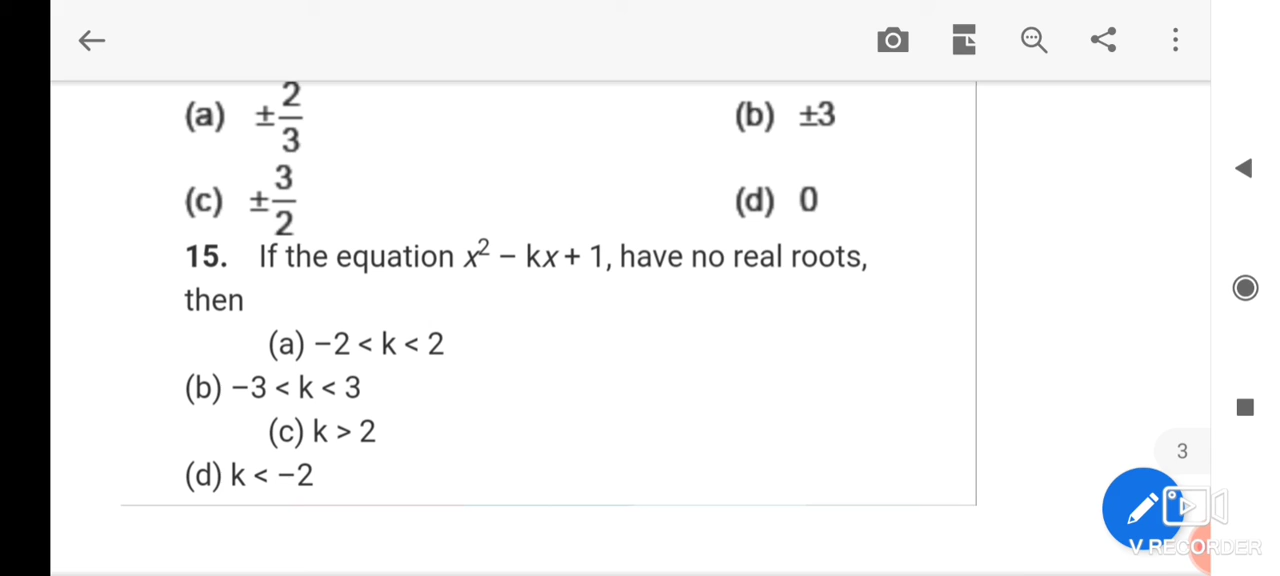 (a) ±2/3 (b) ±3
(c) ±3/2 (d) 0
15. If the equation x² − kx + 1, have no real roots,
then
(a) −2 < k < 2
(b) −3 < k < 3
(c) k > 2
(d) k < −2
3
V RECORDER